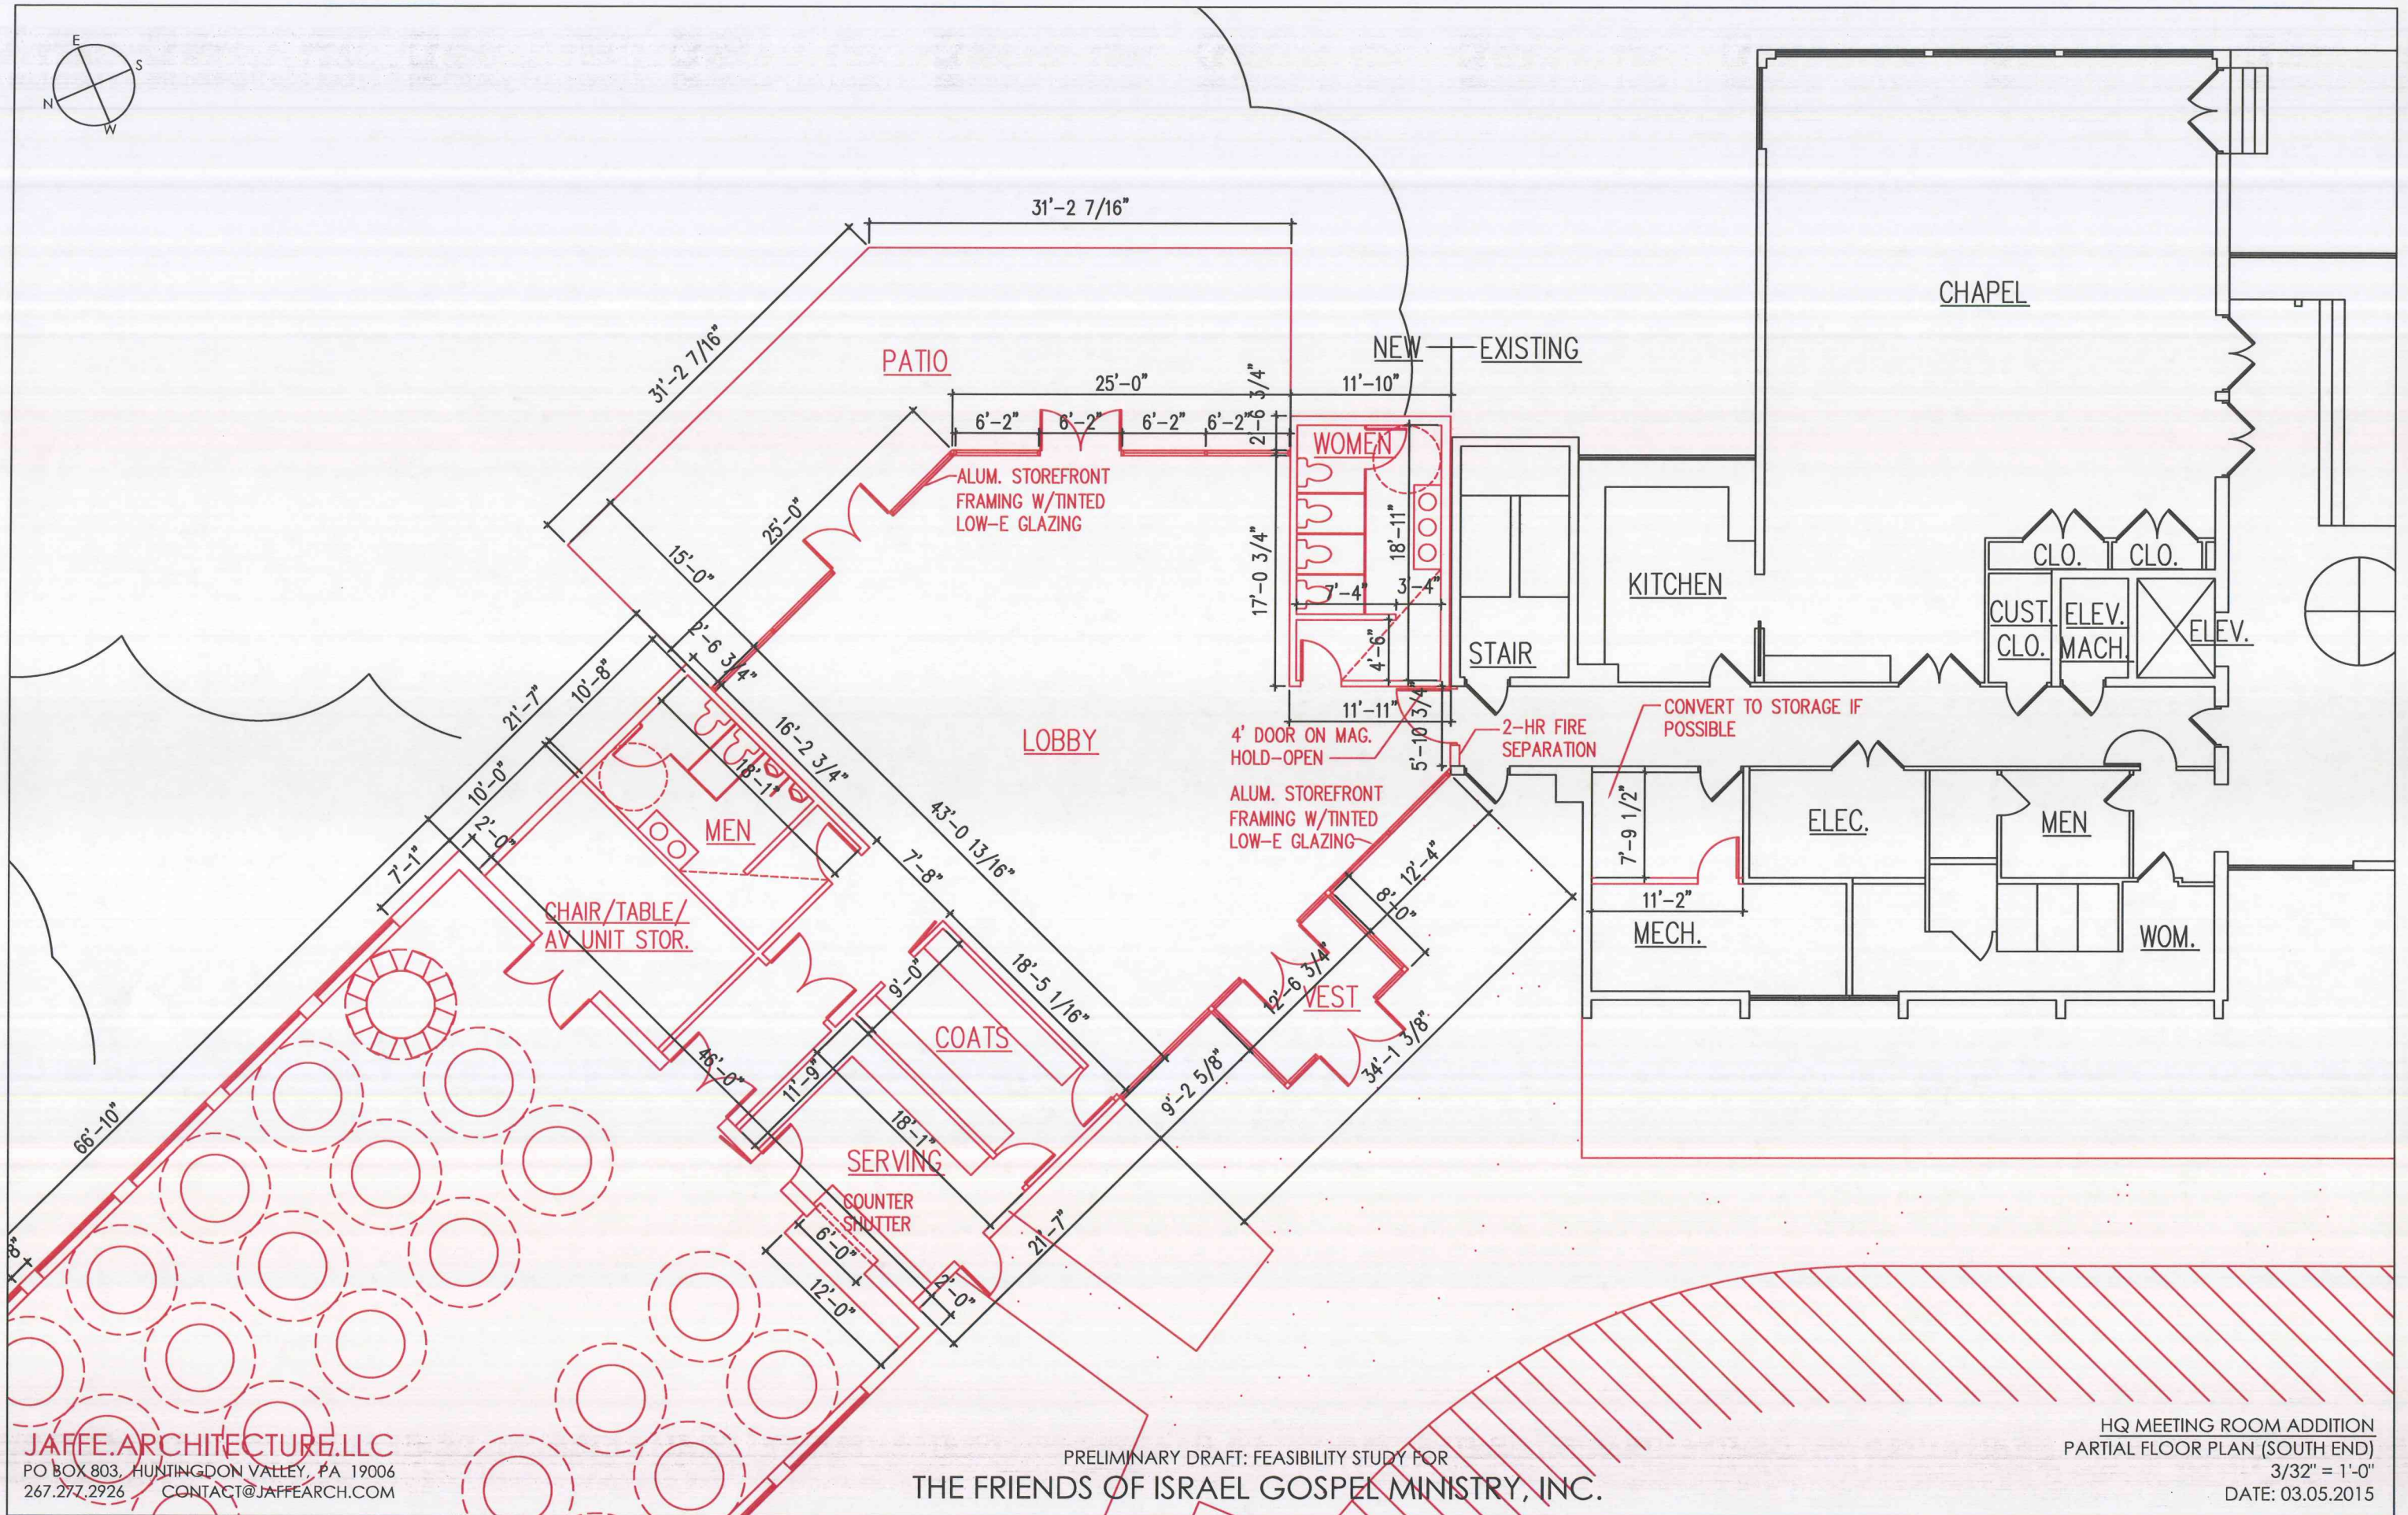 E
S
N
W
31'-2 7/16"
31'-2 7/16"
PATIO
NEW
EXISTING
CHAPEL
25'-0"
11'-10"
2'-6 3/4"
6'-2"
6'-2"
6'-2"
6'-2"
WOMEN
ALUM. STOREFRONT
FRAMING W/TINTED
LOW-E GLAZING
25'-0"
15'-0"
17'-0 3/4"
18'-11"
7'-4"
3'-4"
4'-6"
KITCHEN
STAIR
CLO.
CLO.
CUST.
CLO.
ELEV.
MACH.
ELEV.
2'-6 3/4"
21'-7"
10'-8"
16'-2 3/4"
18'-1"
LOBBY
11'-11"
5'-10 3/4"
4' DOOR ON MAG.
HOLD-OPEN
2-HR FIRE
SEPARATION
CONVERT TO STORAGE IF
POSSIBLE
ALUM. STOREFRONT
FRAMING W/TINTED
LOW-E GLAZING
10'-0"
2'-0"
7'-1"
MEN
43'-0 13/16"
7'-8"
CHAIR/TABLE/
AV UNIT STOR.
12'-4"
8'-0"
7'-9 1/2"
ELEC.
MEN
11'-2"
MECH.
WOM.
9'-0"
18'-5 1/16"
12'-6 3/4"
VEST
COATS
34'-1 3/8"
46'-0"
11'-9"
9'-2 5/8"
66'-10"
18'-1"
SERVING
COUNTER
SHUTTER
6'-0"
12'-0"
2'-0"
21'-7"
8"
JAFFE.ARCHITECTURE,LLC
PO BOX 803, HUNTINGDON VALLEY, PA 19006
267.277.2926 CONTACT@JAFFEARCH.COM
PRELIMINARY DRAFT: FEASIBILITY STUDY FOR
THE FRIENDS OF ISRAEL GOSPEL MINISTRY, INC.
HQ MEETING ROOM ADDITION
PARTIAL FLOOR PLAN (SOUTH END)
3/32" = 1'-0"
DATE: 03.05.2015